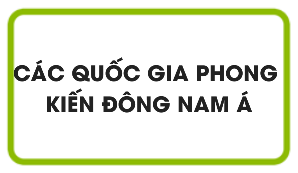 CÁC QUỐC GIA PHONG
KIẾN ĐÔNG NAM Á